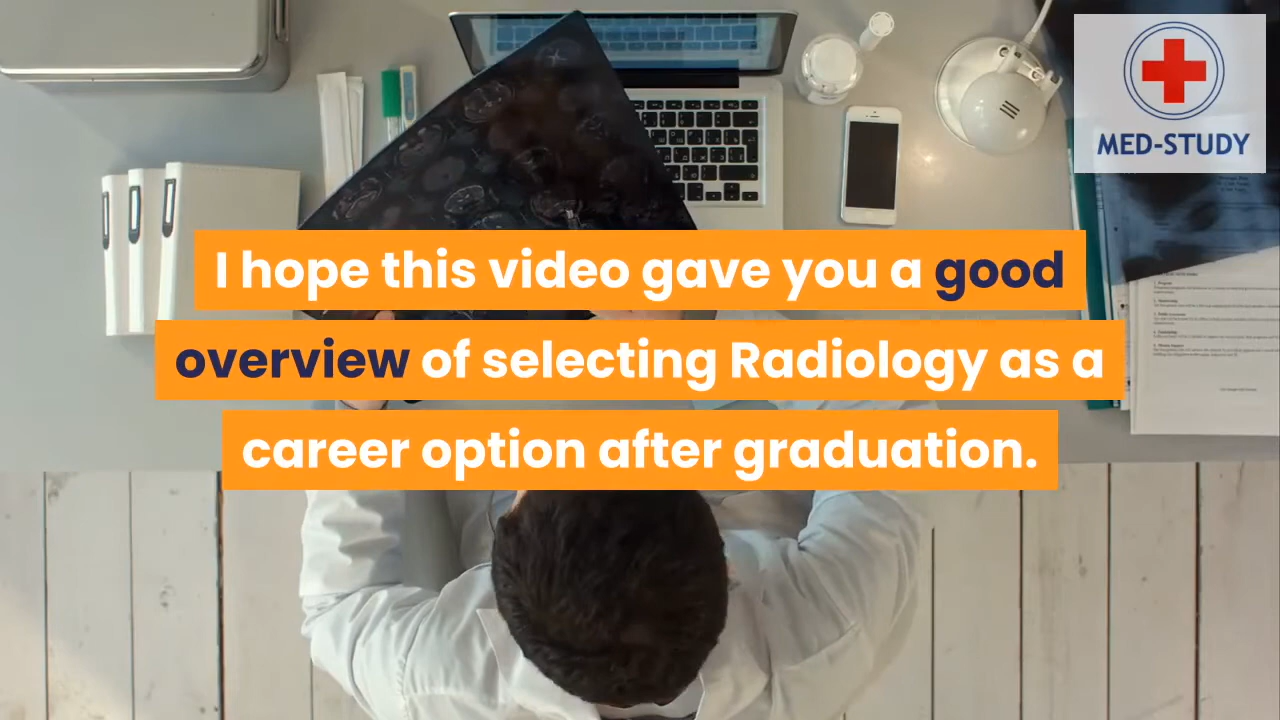 MED-STUDY
I hope this video gave you a good
overview of selecting Radiology as a
career option after graduation.